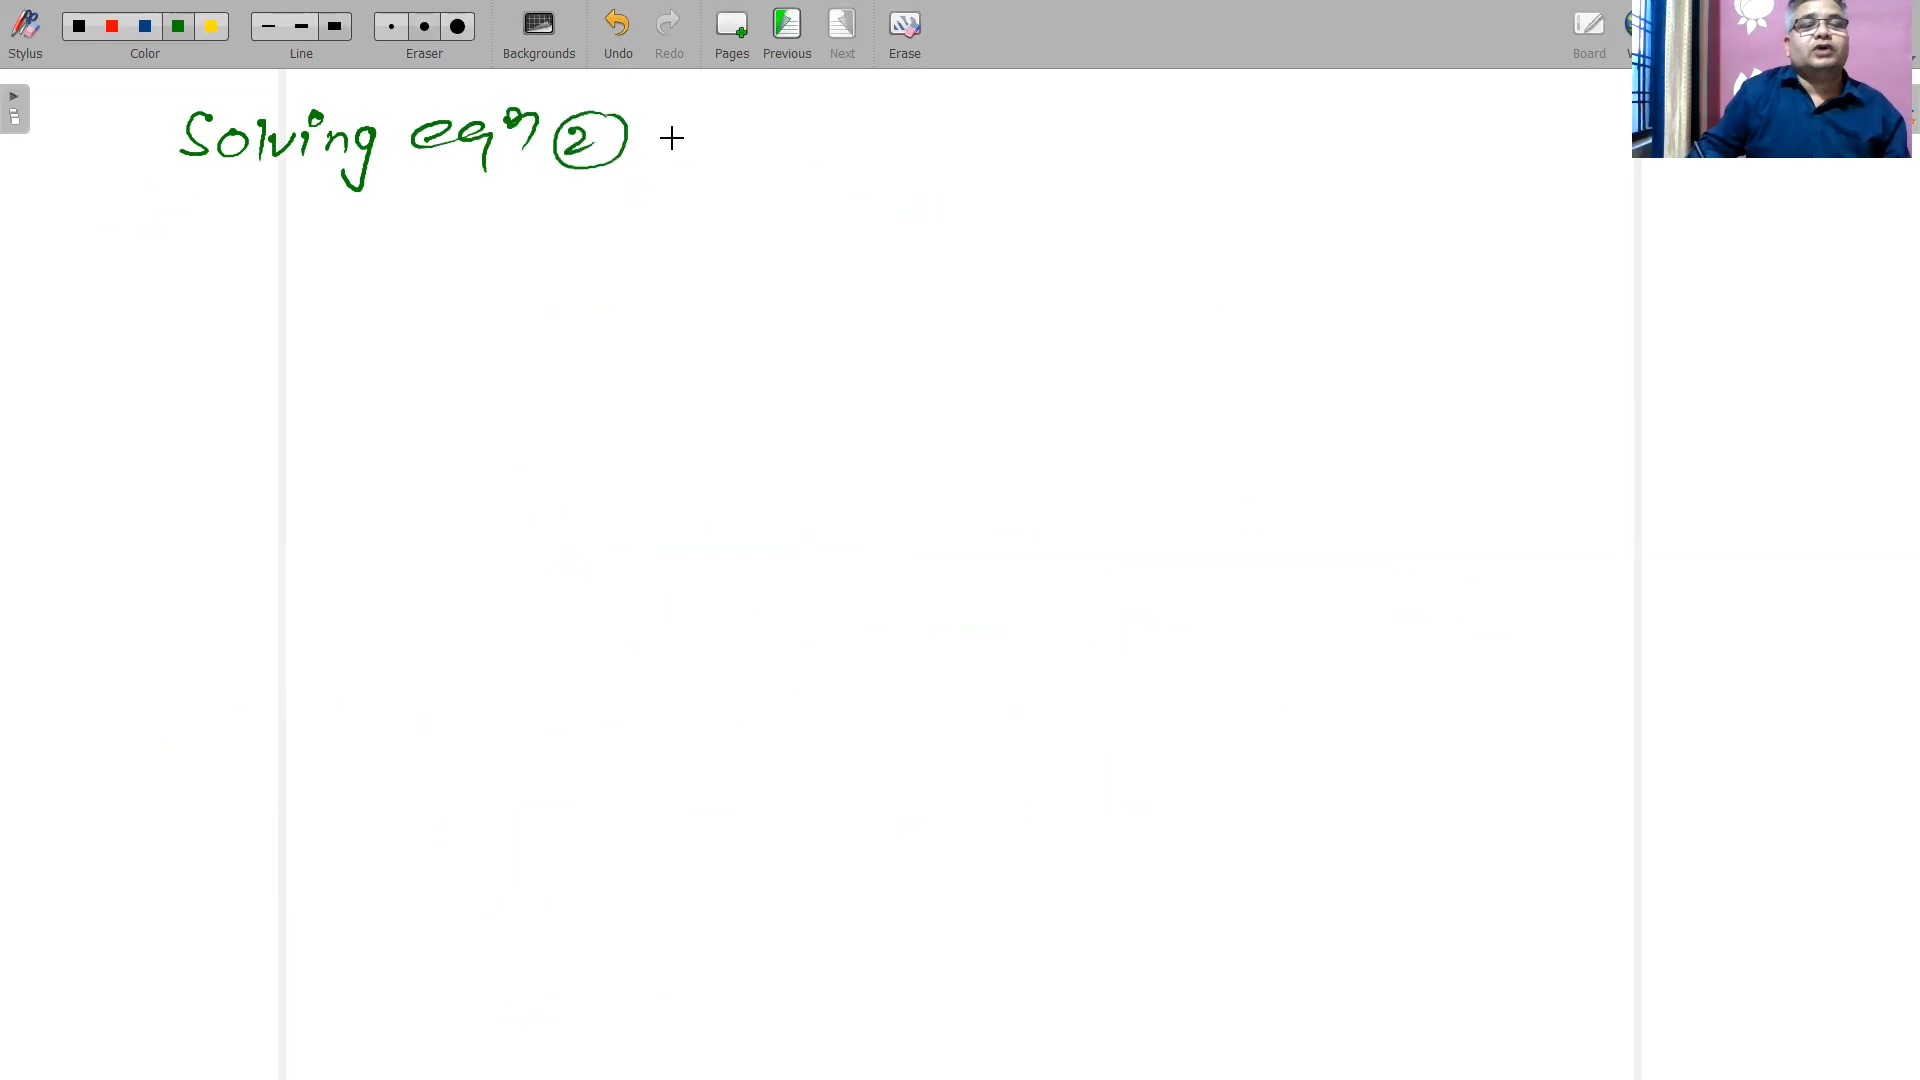 Stylus Color Line Eraser Backgrounds Undo Redo Pages Previous Next Erase Board
Solving eqn ②